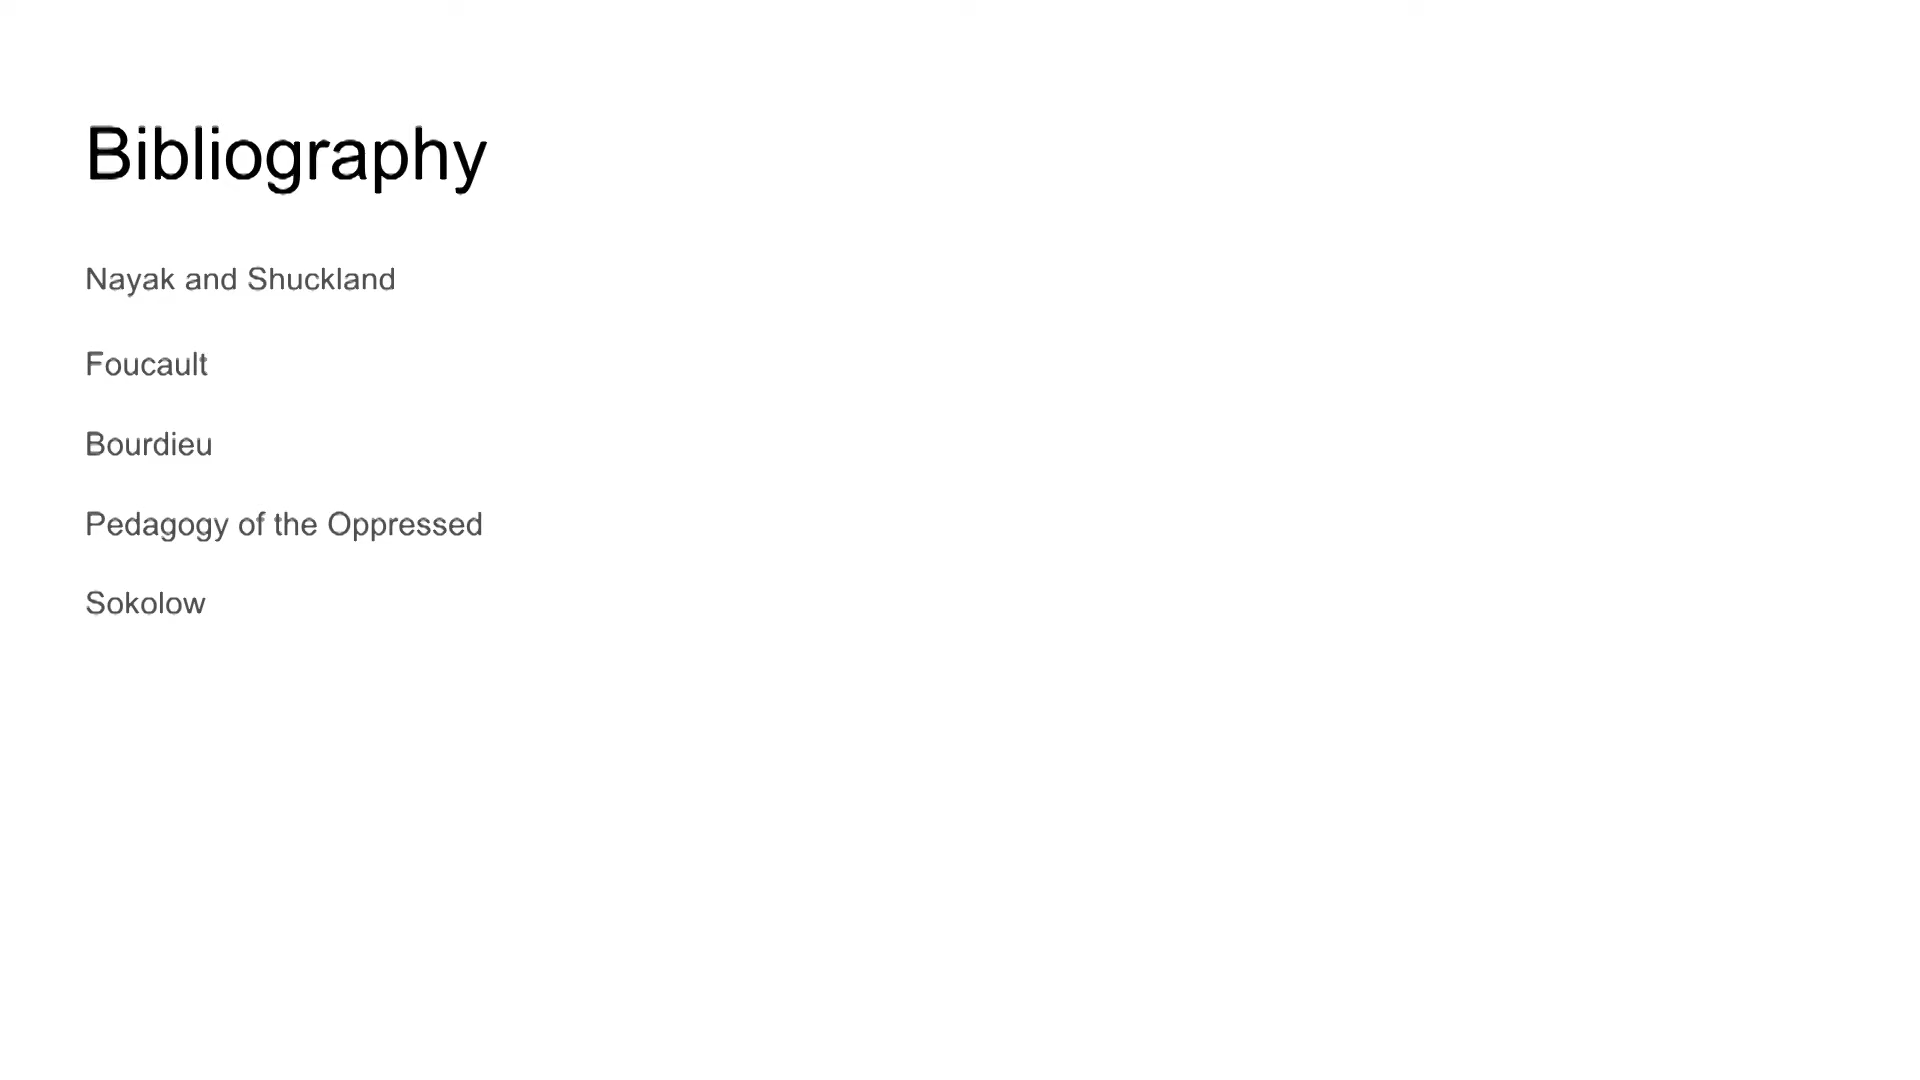 Bibliography
Nayak and Shuckland
Foucault
Bourdieu
Pedagogy of the Oppressed
Sokolow